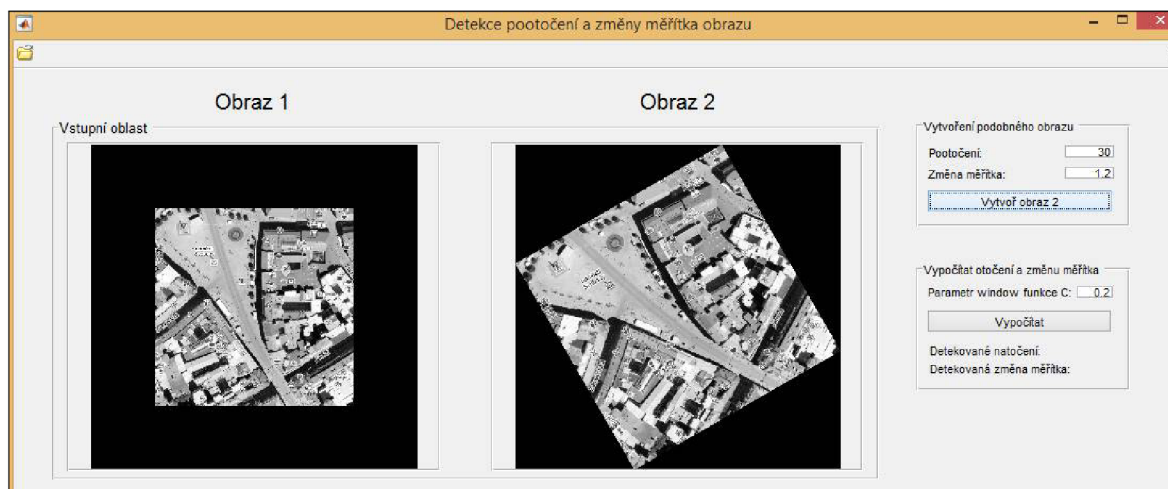 Detekce pootočení a změny měřítka obrazu
Obraz 1
Obraz 2
Vstupní oblast
Vytvoření podobného obrazu
Pootočení: 30
Změna měřítka: 1.2
Vytvoř obraz 2
Vypočítat otočení a změnu měřítka
Parametr window funkce C: 0.2
Vypočítat
Detekované natočení:
Detekovaná změna měřítka: